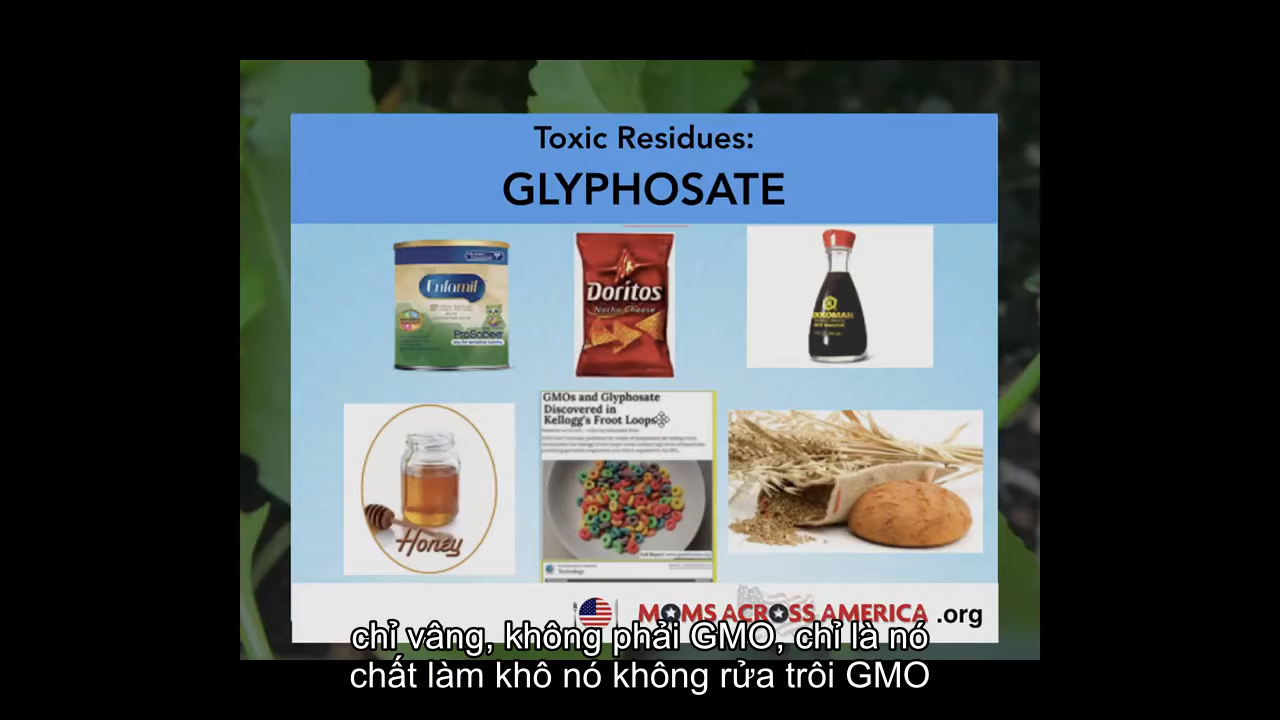 Toxic Residues:
GLYPHOSATE
Enfamil
ProSobee
Doritos
Nacho Cheese
KIKKOMAN
Honey
GMOs and Glyphosate
Discovered in
Kellogg's Froot Loops
MOMS ACROSS AMERICA .org
chỉ vâng, không phải GMO, chỉ là nó
chất làm khô nó không rửa trôi GMO